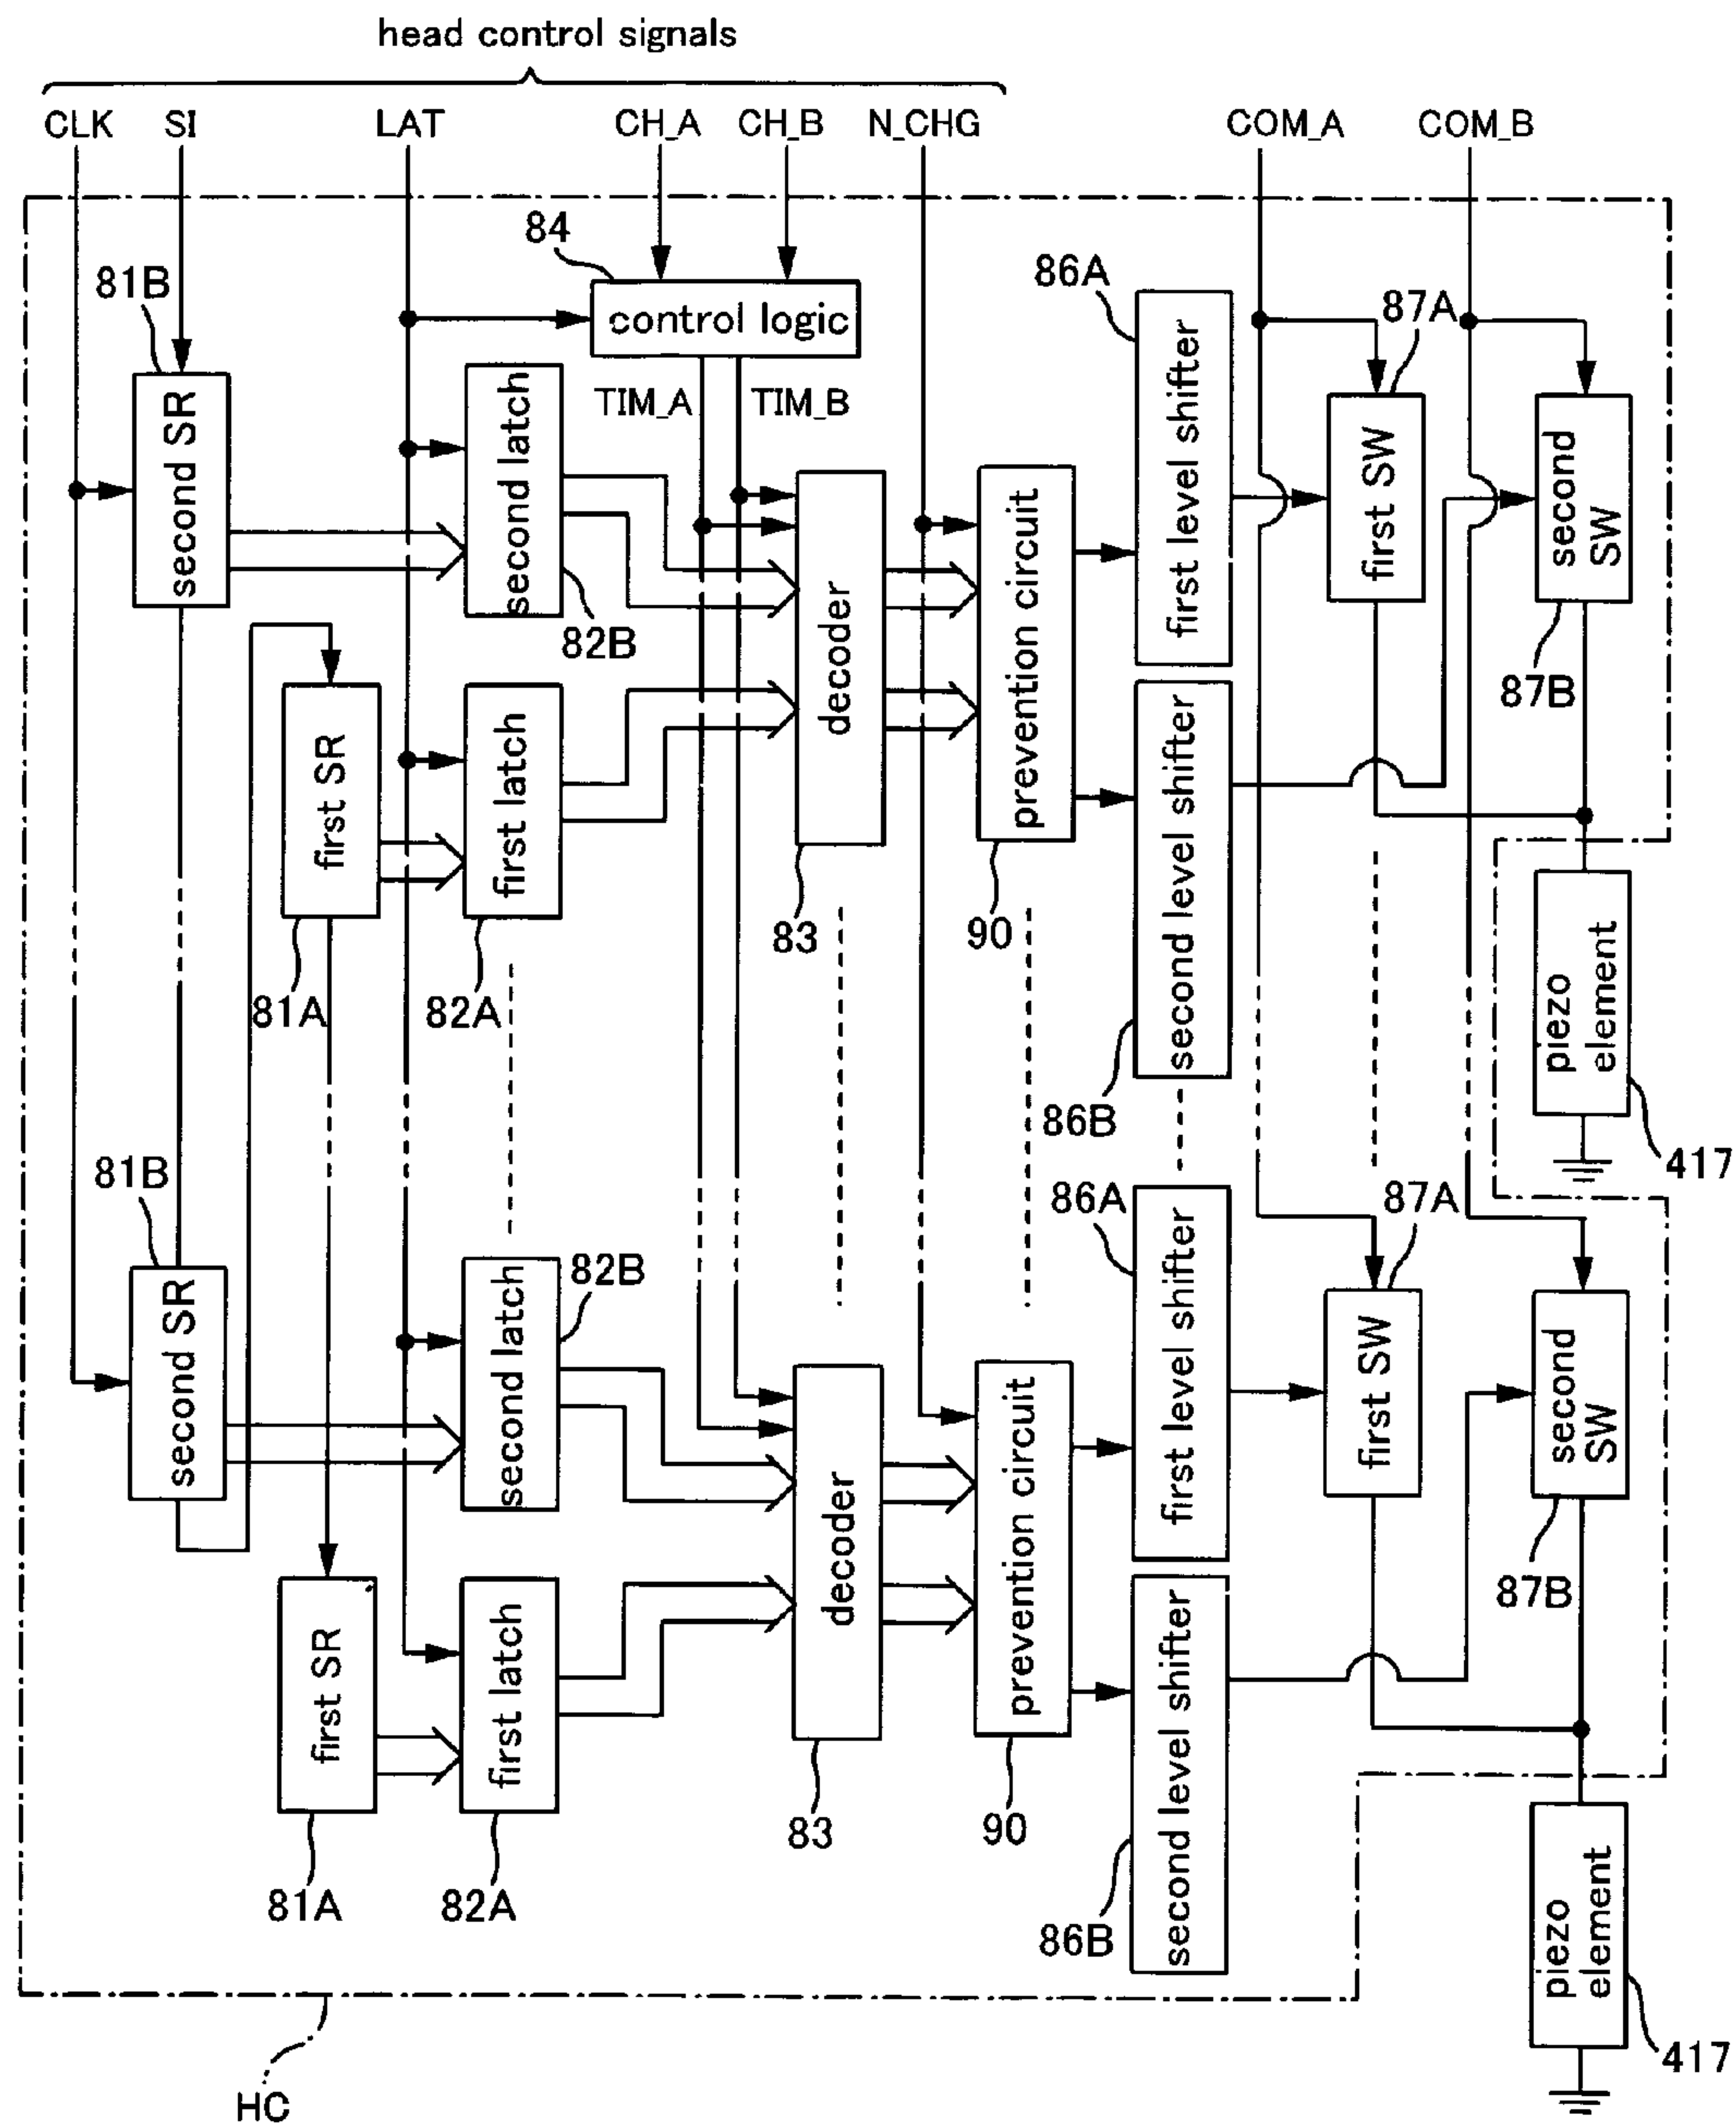 head control signals
CLK SI LAT CH_A CH_B N_CHG COM_A COM_B
84
control logic
81B
second SR
second latch
82B
TIM_A TIM_B
86A
first level shifter
87A
first SW
second
SW
87B
first SR
81A
first latch
82A
decoder
83
prevention circuit
90
second level shifter
86B
piezo
element
417
81B
second SR
second latch
82B
86A
first level shifter
87A
first SW
second
SW
87B
first SR
81A
first latch
82A
decoder
83
prevention circuit
90
second level shifter
86B
piezo
element
417
HC